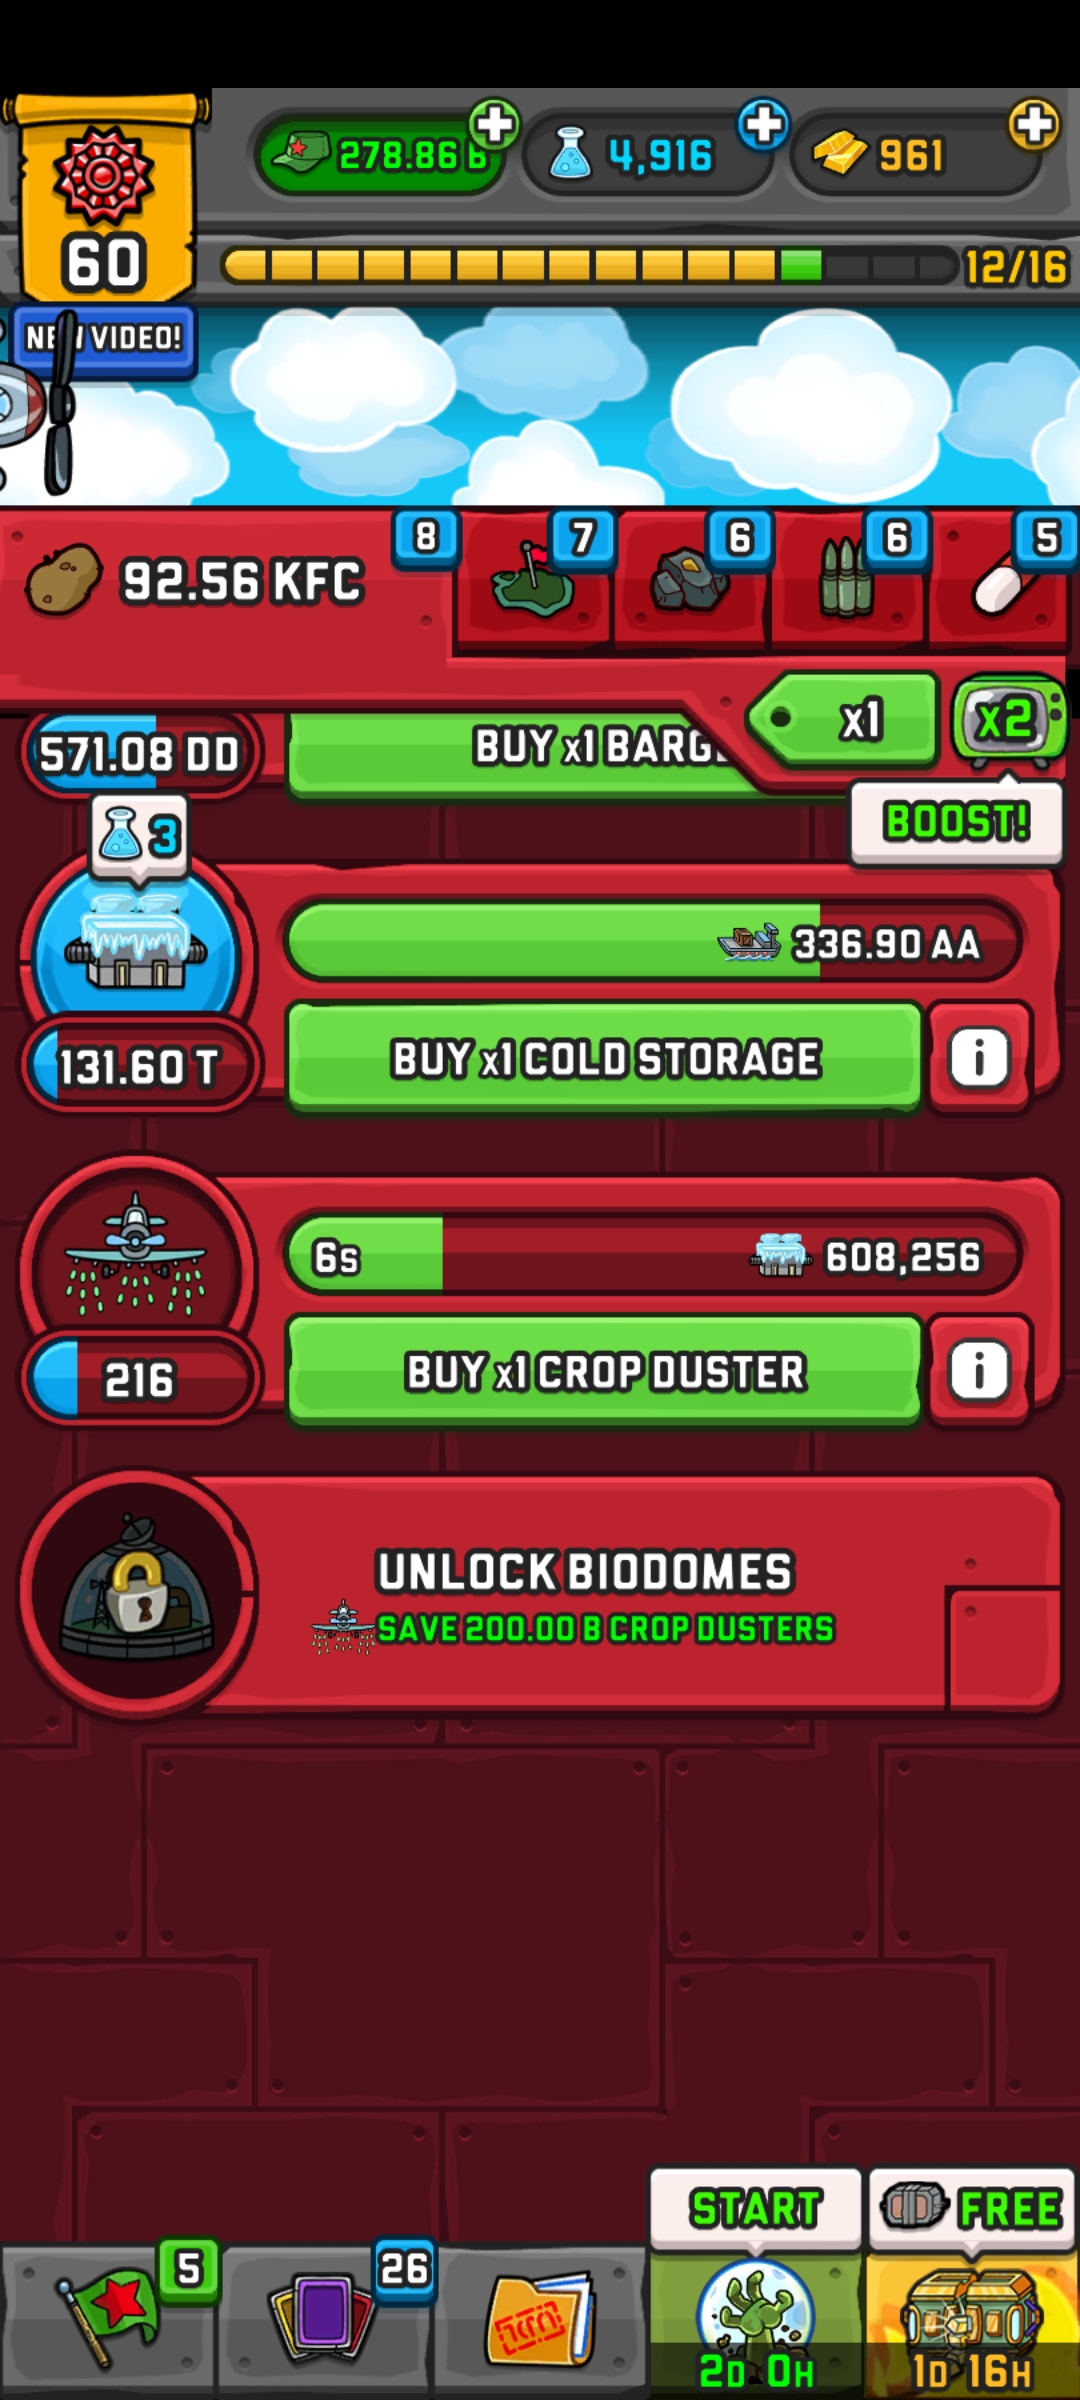 278.86 B
4,916
961
60
12/16
NEW VIDEO!
92.56 KFC
8
7
6
6
5
x1
x2
571.08 DD
BUY x1 BARG
BOOST!
3
336.90 AA
131.60 T
BUY x1 COLD STORAGE
i
6s
608,256
216
BUY x1 CROP DUSTER
i
UNLOCK BIODOMES
SAVE 200.00 B CROP DUSTERS
START
FREE
5
26
2D 0H
1D 16H